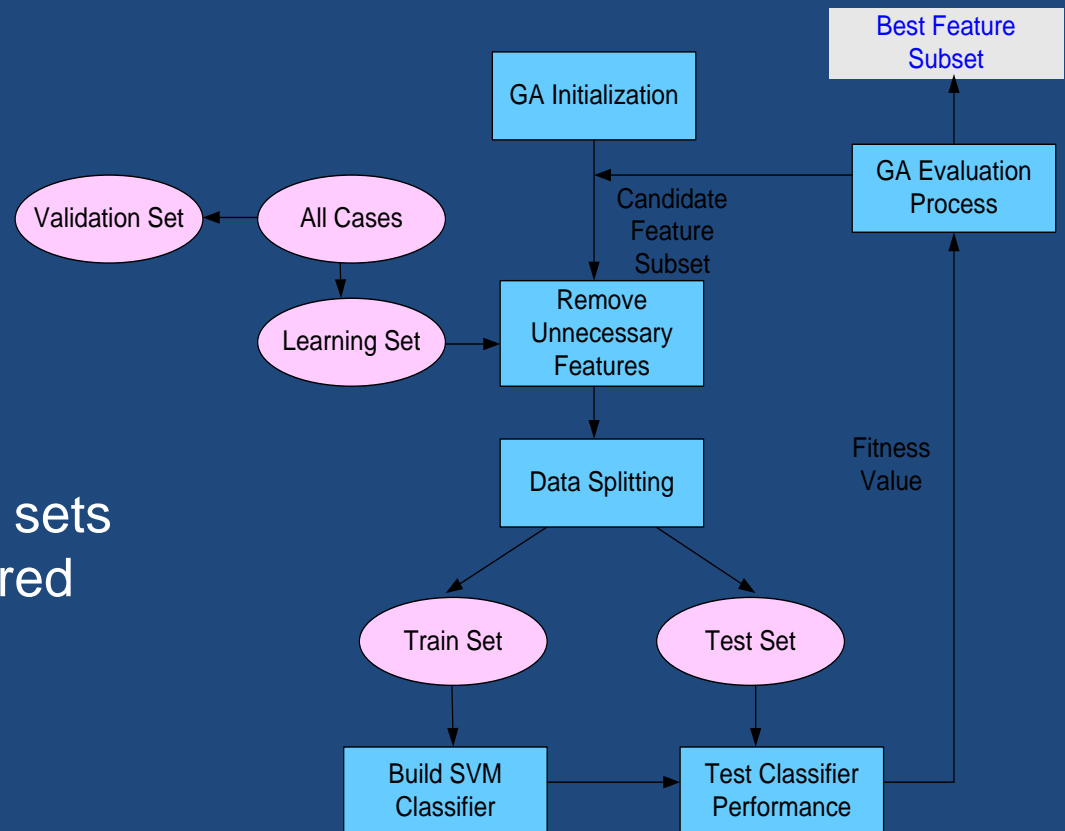 Best Feature
Subset
GA Initialization
GA Evaluation
Process
Validation Set
All Cases
Candidate
Feature
Subset
Learning Set
Remove
Unnecessary
Features
Data Splitting
Fitness
Value
sets
red
Train Set
Test Set
Build SVM
Classifier
Test Classifier
Performance